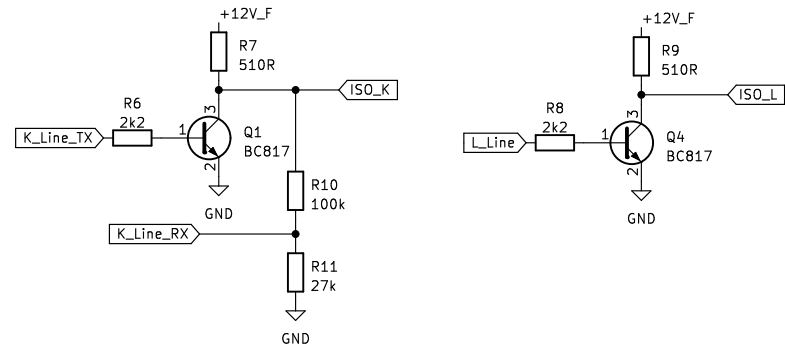 +12V_F
R7
510R
ISO_K
R6
2k2
K_Line_TX
1
3
2
Q1
BC817
GND
R10
100k
K_Line_RX
R11
27k
GND
+12V_F
R9
510R
ISO_L
R8
2k2
L_Line
1
3
2
Q4
BC817
GND